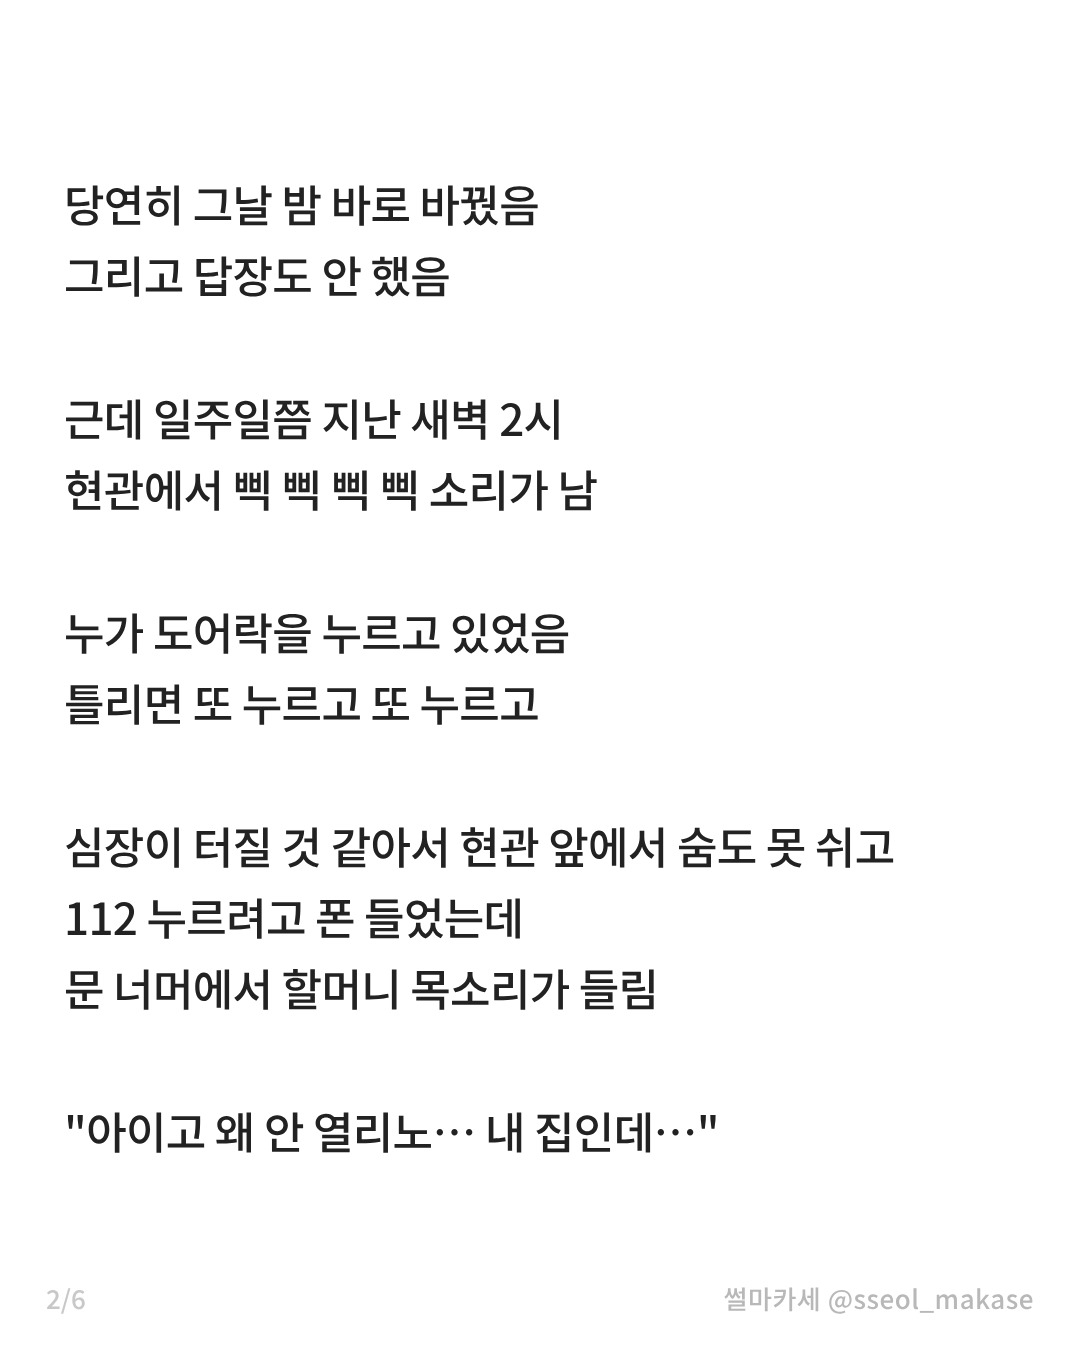 당연히 그날 밤 바로 바꿨음
그리고 답장도 안 했음
근데 일주일쯤 지난 새벽 2시
현관에서 삑 삑 삑 삑 소리가 남
누가 도어락을 누르고 있었음
틀리면 또 누르고 또 누르고
심장이 터질 것 같아서 현관 앞에서 숨도 못 쉬고
112 누르려고 폰 들었는데
문 너머에서 할머니 목소리가 들림
"아이고 왜 안 열리노⋯ 내 집인데⋯"
2/6
썰마카세 @sseol_makase